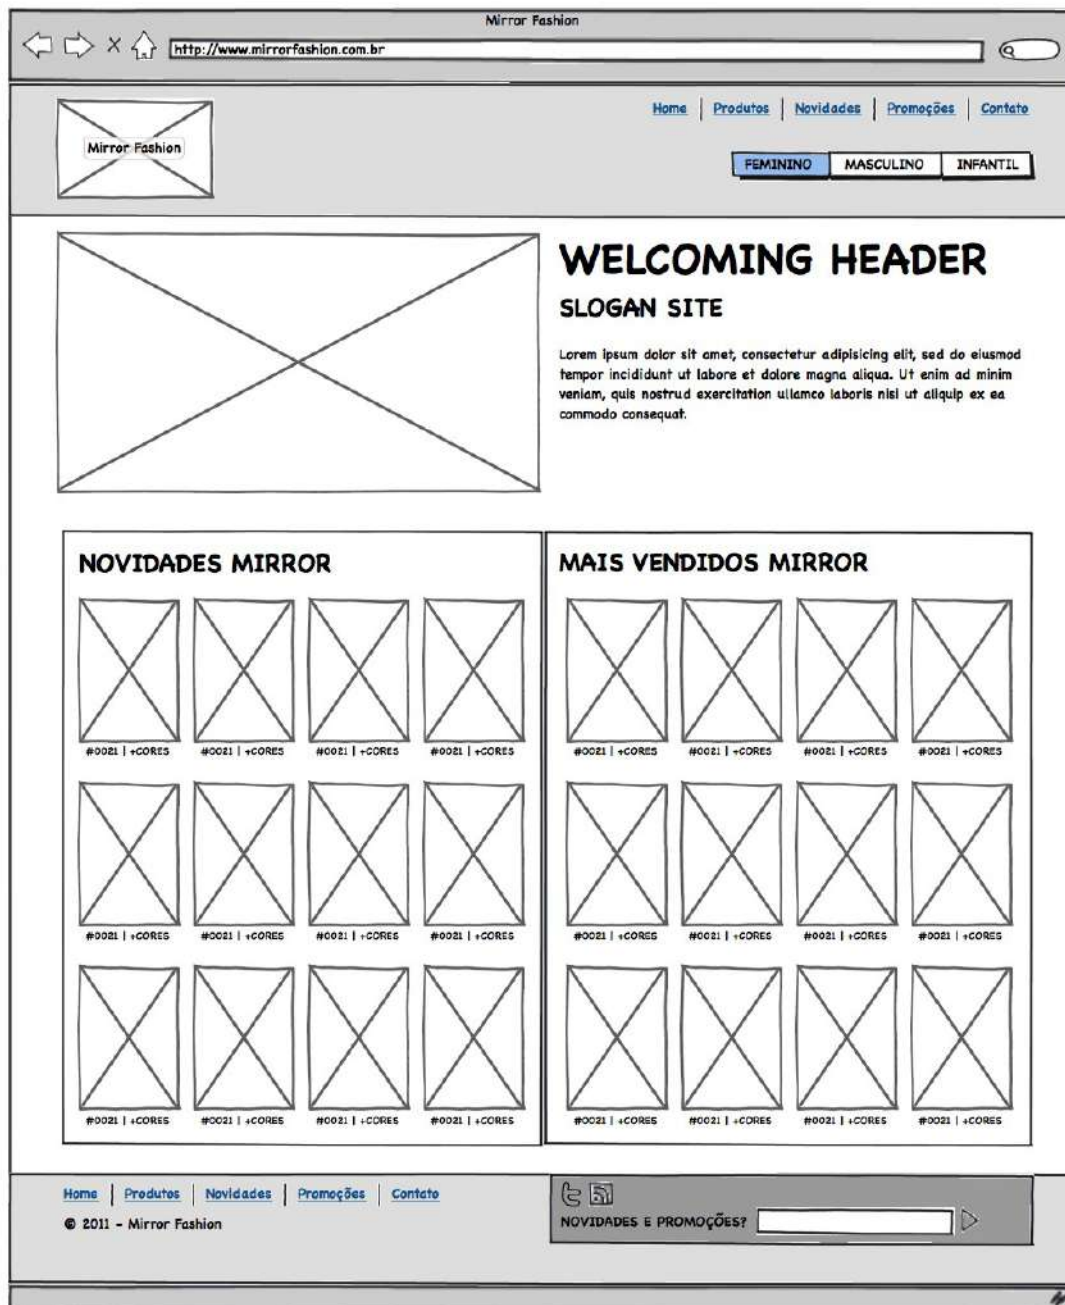 Mirror Fashion
http://www.mirrorfashion.com.br
Home | Produtos | Novidades | Promoções | Contato
Mirror Fashion
FEMININO MASCULINO INFANTIL
WELCOMING HEADER
SLOGAN SITE
Lorem ipsum dolor sit amet, consectetur adipisicing elit, sed do eiusmod
tempor incididunt ut labore et dolore magna aliqua. Ut enim ad minim
veniam, quis nostrud exercitation ullamco laboris nisi ut aliquip ex ea
commodo consequat.
NOVIDADES MIRROR
#0021 | +CORES #0021 | +CORES #0021 | +CORES #0021 | +CORES
#0021 | +CORES #0021 | +CORES #0021 | +CORES #0021 | +CORES
#0021 | +CORES #0021 | +CORES #0021 | +CORES #0021 | +CORES
MAIS VENDIDOS MIRROR
#0021 | +CORES #0021 | +CORES #0021 | +CORES #0021 | +CORES
#0021 | +CORES #0021 | +CORES #0021 | +CORES #0021 | +CORES
#0021 | +CORES #0021 | +CORES #0021 | +CORES #0021 | +CORES
Home | Produtos | Novidades | Promoções | Contato
© 2011 - Mirror Fashion
NOVIDADES E PROMOÇÕES?